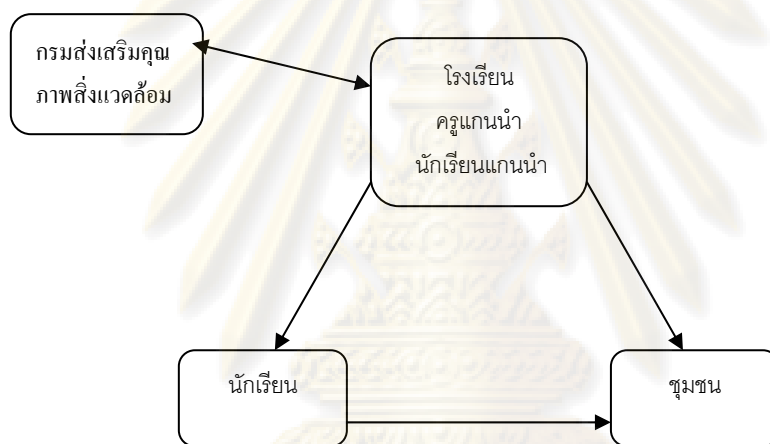 กรมส่งเสริมคุณ
ภาพสิ่งแวดล้อม
โรงเรียน
ครูแกนนำ
นักเรียนแกนนำ
นักเรียน
ชุมชน